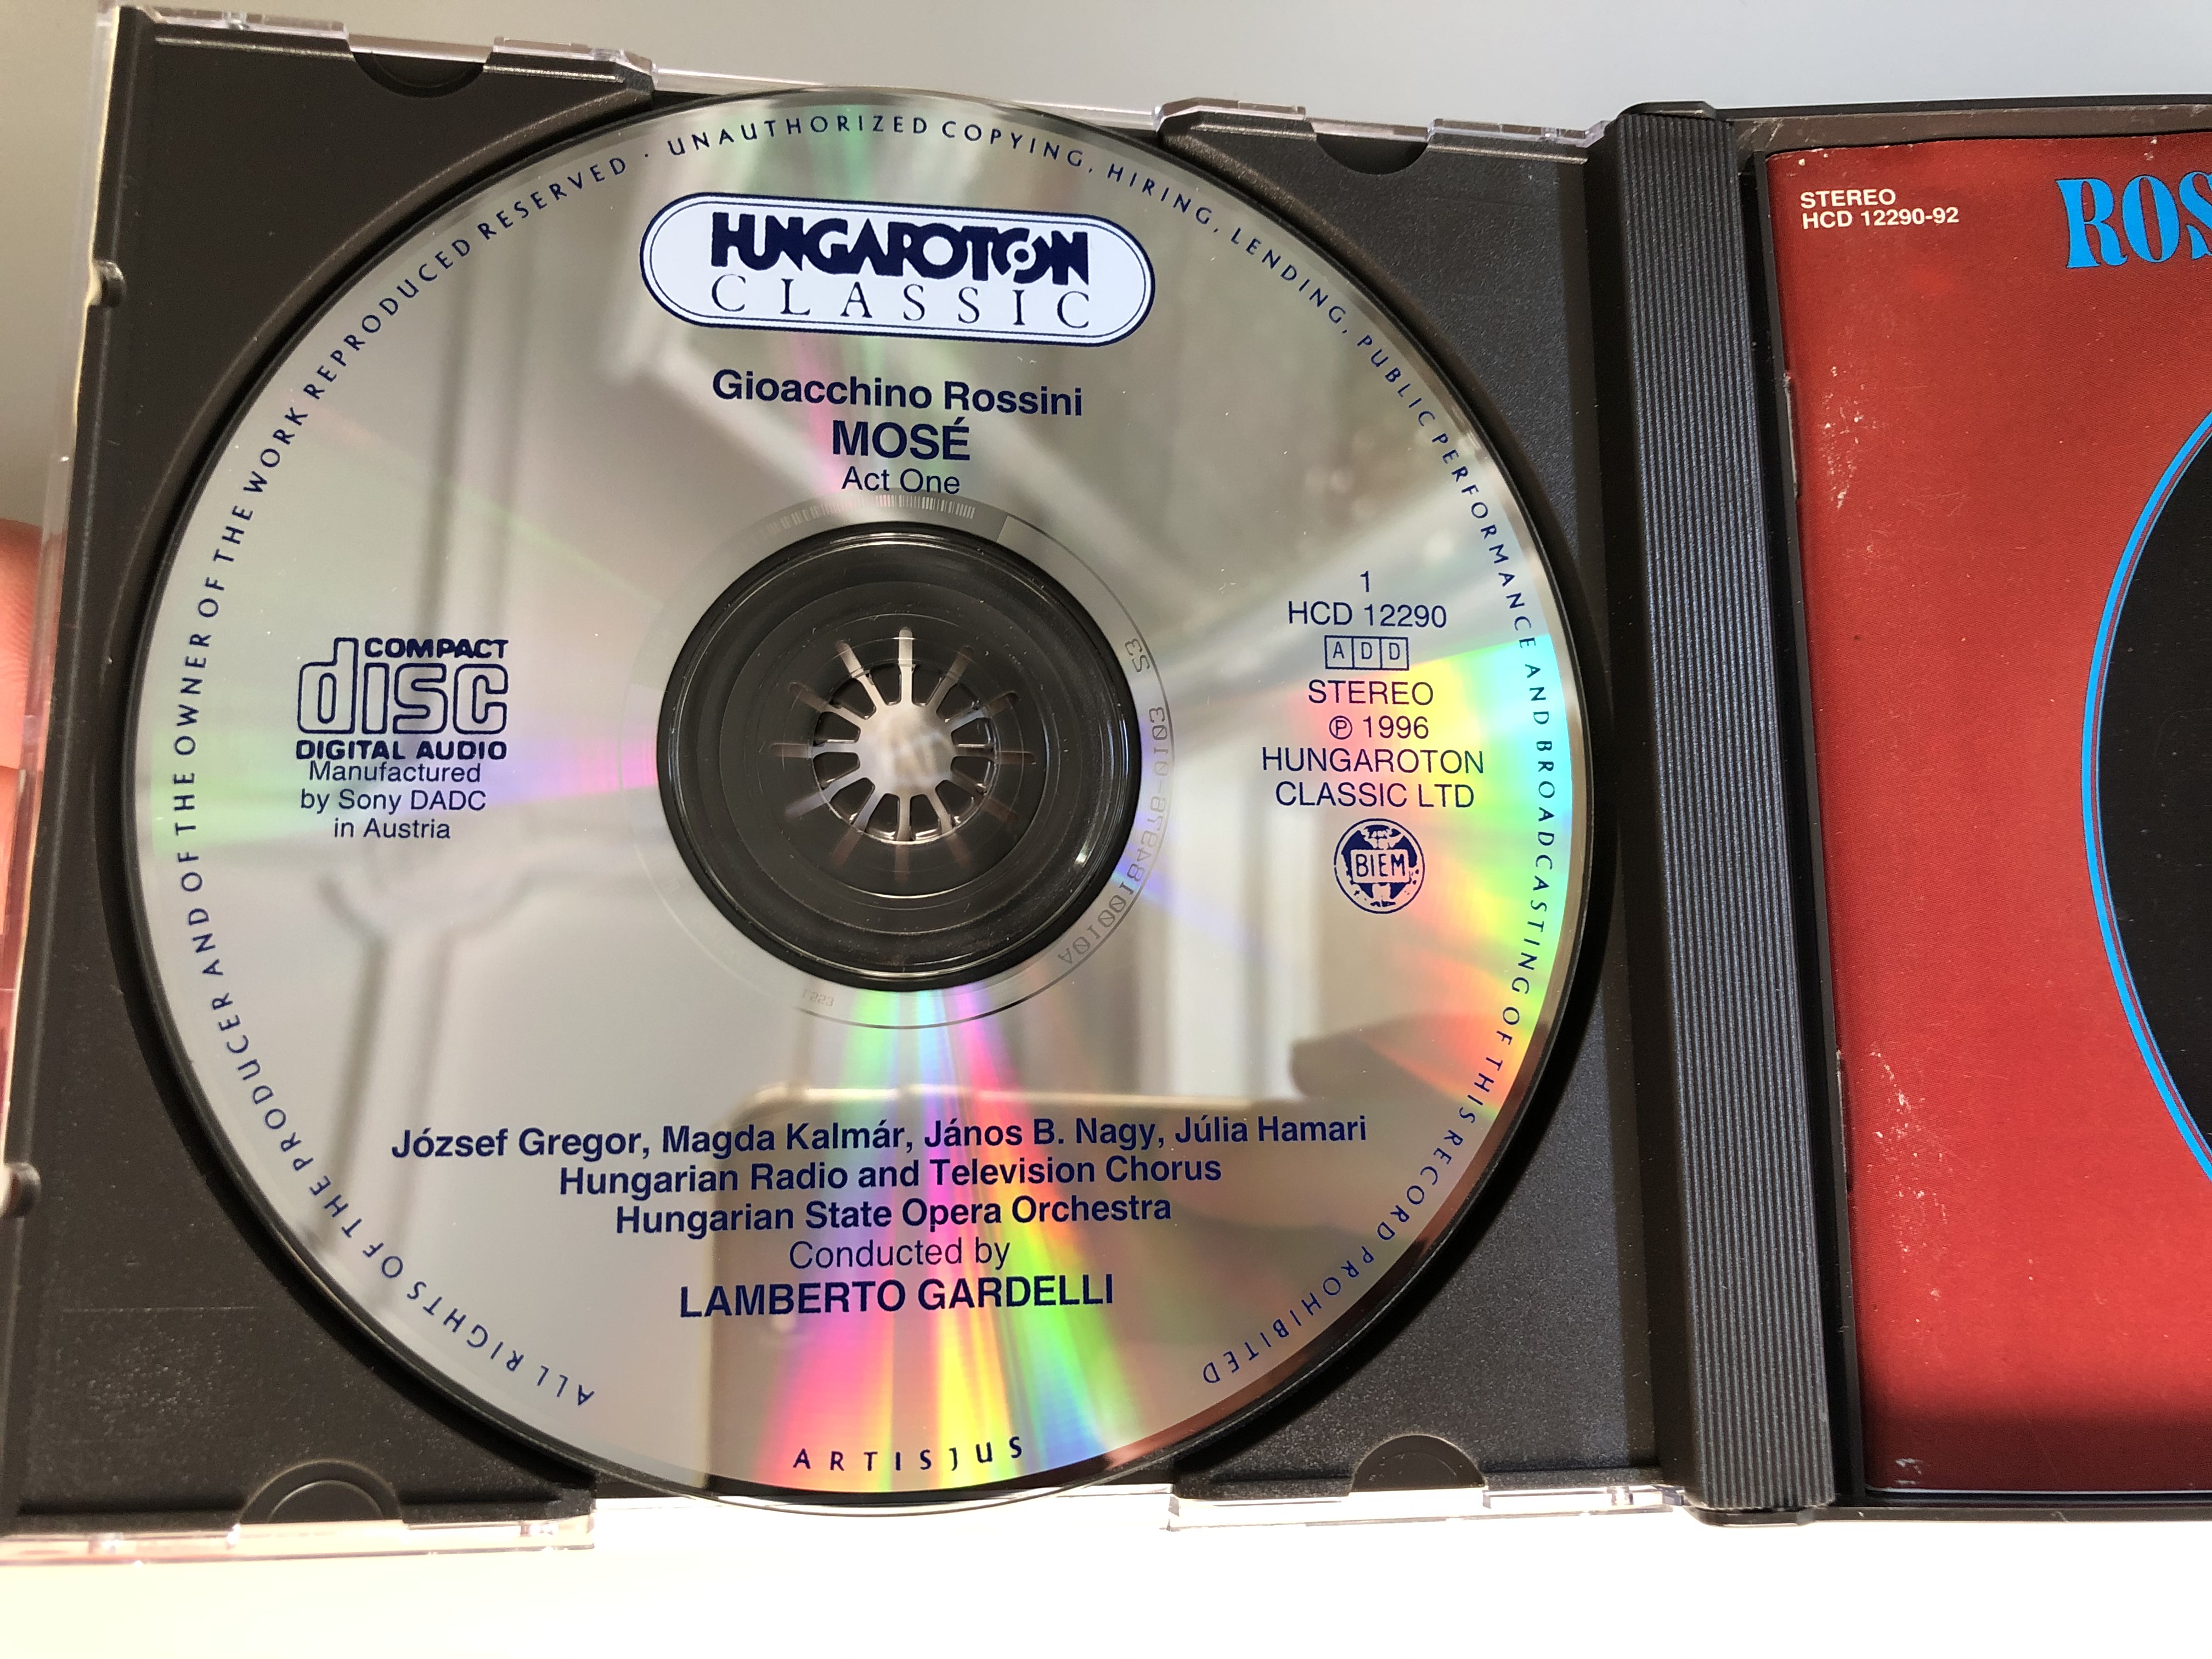 ALL RIGHTS OF THE PRODUCER AND OF THE OWNER OF THE WORK REPRODUCED RESERVED · UNAUTHORIZED COPYING, HIRING, LENDING, PUBLIC PERFORMANCE AND BROADCASTING OF THIS RECORD PROHIBITED
HUNGAROTON
CLASSIC
Gioacchino Rossini
MOSÉ
Act One
COMPACT
disc
DIGITAL AUDIO
Manufactured
by Sony DADC
in Austria
1
HCD 12290
ADD
STEREO
℗ 1996
HUNGAROTON
CLASSIC LTD
BIEM
József Gregor, Magda Kalmár, János B. Nagy, Júlia Hamari
Hungarian Radio and Television Chorus
Hungarian State Opera Orchestra
Conducted by
LAMBERTO GARDELLI
ARTISJUS
STEREO
HCD 12290-92
ROS